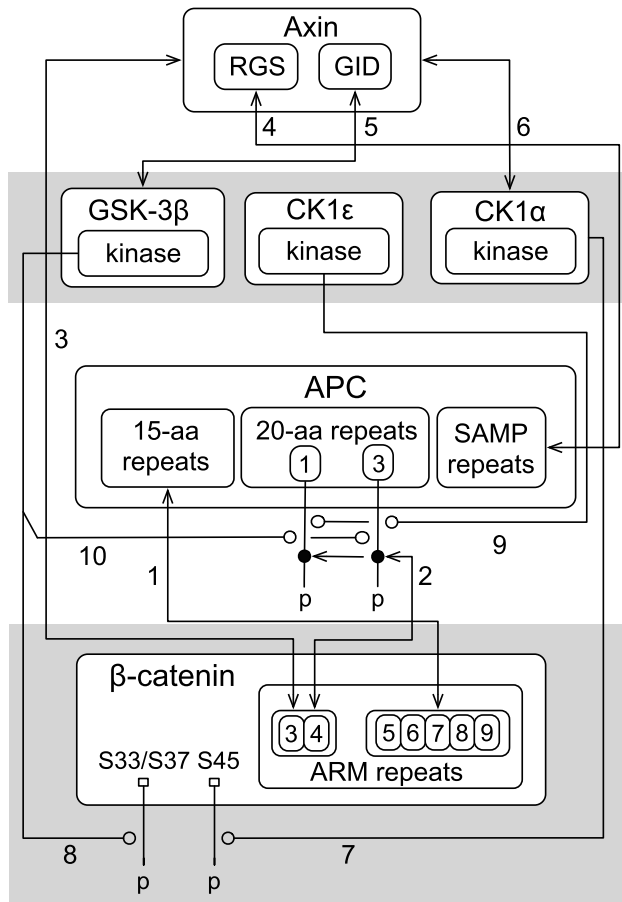 Axin
RGS GID
4 5 6
GSK-3β CK1ε CK1α
kinase kinase kinase
3
APC
15-aa repeats
20-aa repeats
SAMP repeats
1 3
10 9
1 2
p p
β-catenin
3 4 5 6 7 8 9
ARM repeats
S33/S37 S45
8 7
p p